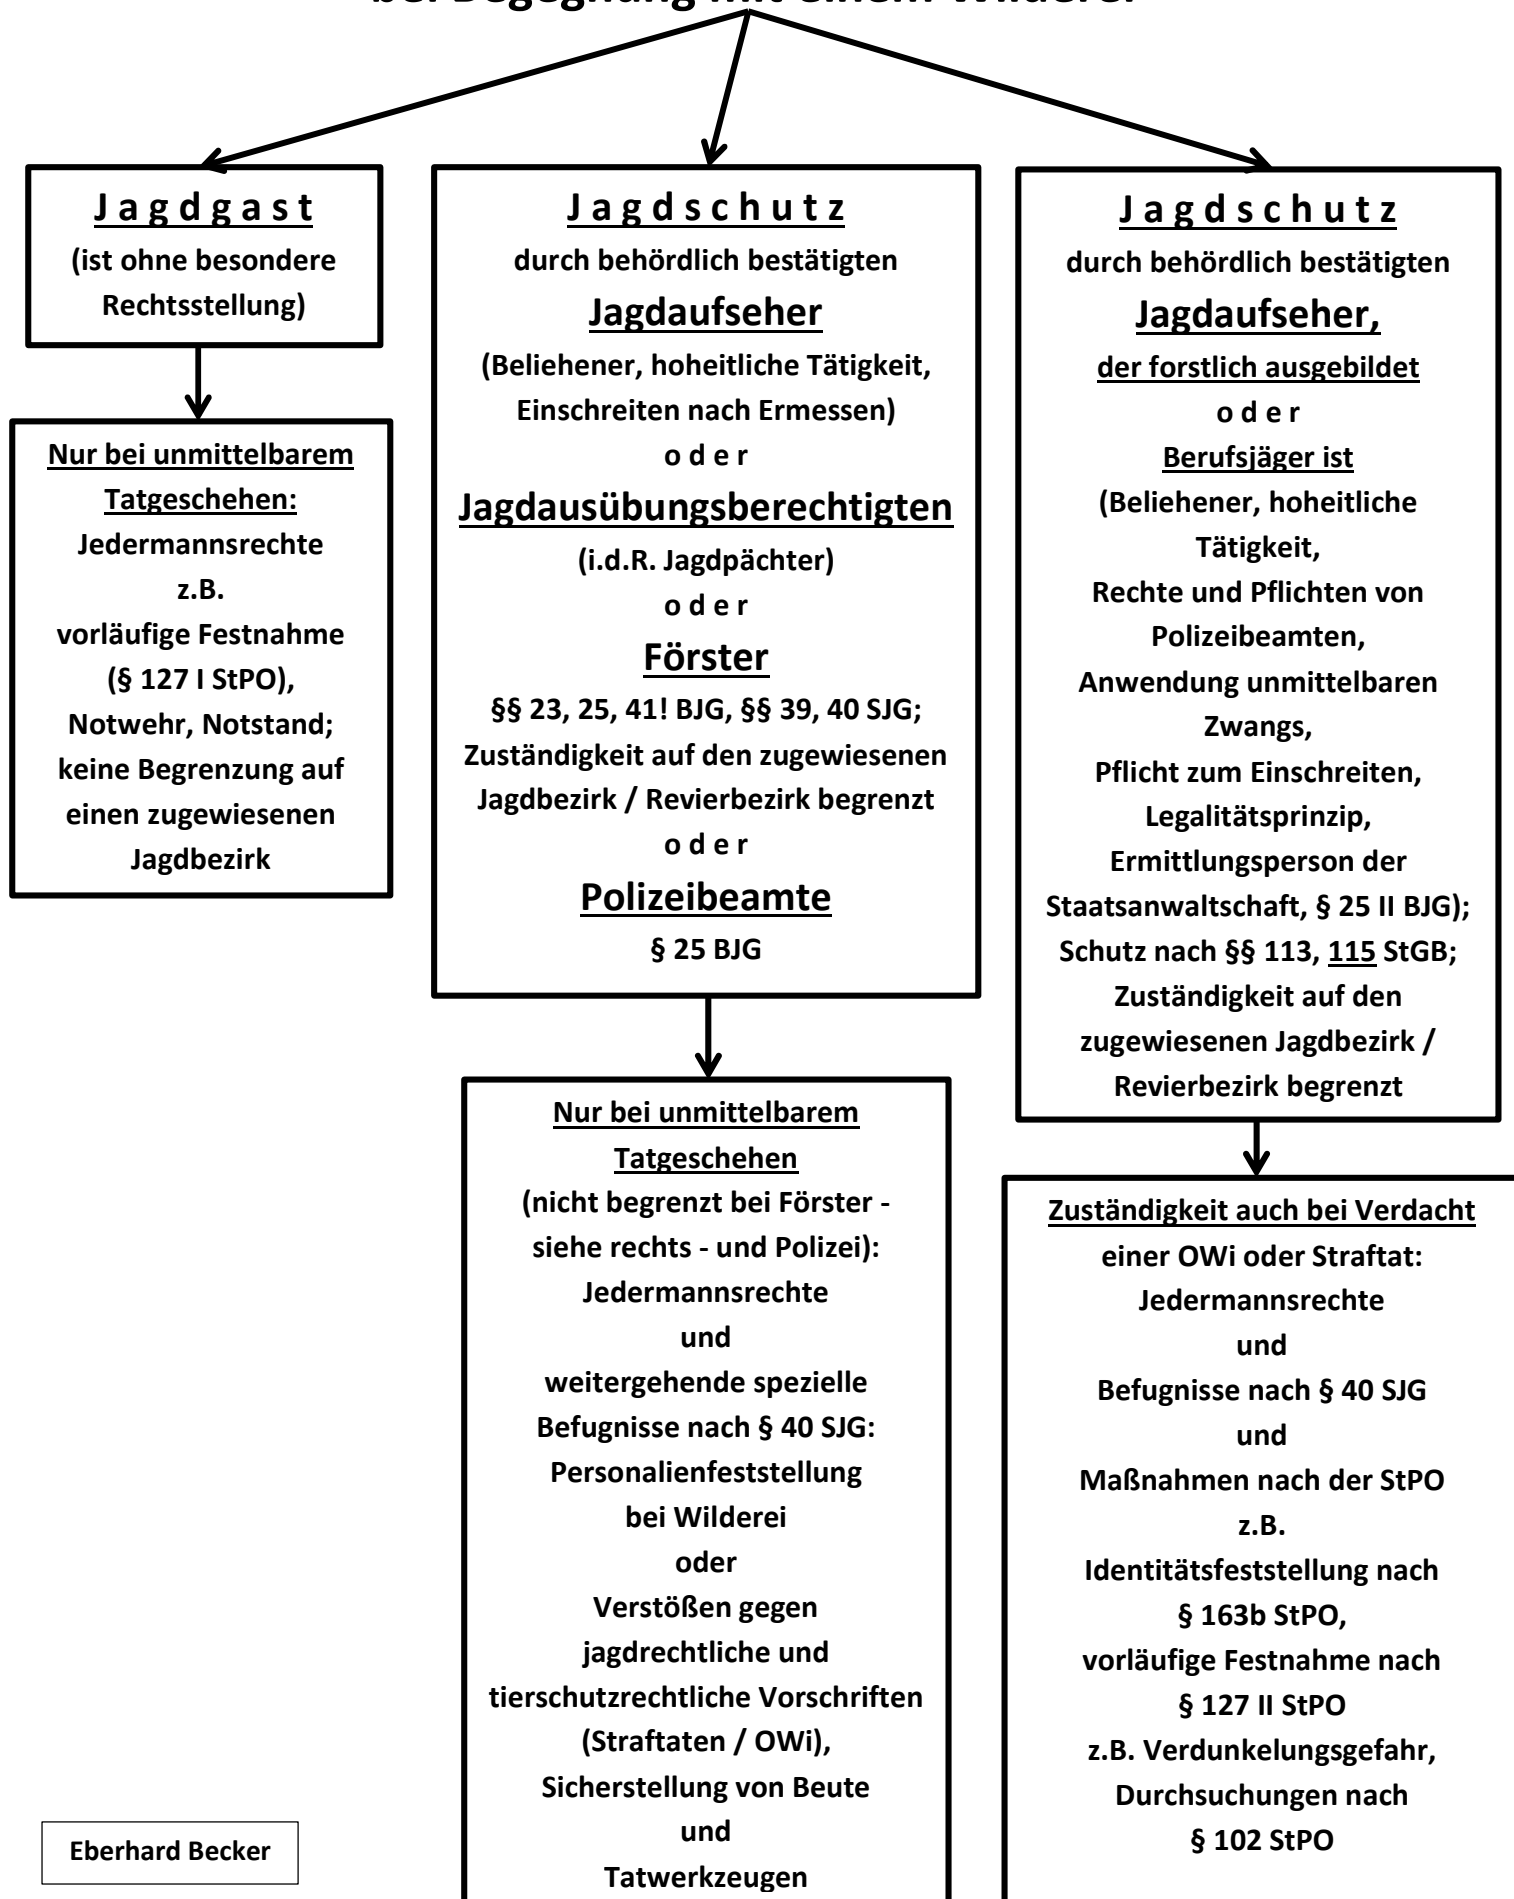 bei Begegnung mit einem Wilderer
J a g d g a s t
(ist ohne besondere
Rechtsstellung)
Nur bei unmittelbarem
Tatgeschehen:
Jedermannsrechte
z.B.
vorläufige Festnahme
(§ 127 I StPO),
Notwehr, Notstand;
keine Begrenzung auf
einen zugewiesenen
Jagdbezirk
J a g d s c h u t z
durch behördlich bestätigten
Jagdaufseher
(Beliehener, hoheitliche Tätigkeit,
Einschreiten nach Ermessen)
o d e r
Jagdausübungsberechtigten
(i.d.R. Jagdpächter)
o d e r
Förster
§§ 23, 25, 41! BJG, §§ 39, 40 SJG;
Zuständigkeit auf den zugewiesenen
Jagdbezirk / Revierbezirk begrenzt
o d e r
Polizeibeamte
§ 25 BJG
Nur bei unmittelbarem
Tatgeschehen
(nicht begrenzt bei Förster -
siehe rechts - und Polizei):
Jedermannsrechte
und
weitergehende spezielle
Befugnisse nach § 40 SJG:
Personalienfeststellung
bei Wilderei
oder
Verstößen gegen
jagdrechtliche und
tierschutzrechtliche Vorschriften
(Straftaten / OWi),
Sicherstellung von Beute
und
Tatwerkzeugen
J a g d s c h u t z
durch behördlich bestätigten
Jagdaufseher,
der forstlich ausgebildet
o d e r
Berufsjäger ist
(Beliehener, hoheitliche
Tätigkeit,
Rechte und Pflichten von
Polizeibeamten,
Anwendung unmittelbaren
Zwangs,
Pflicht zum Einschreiten,
Legalitätsprinzip,
Ermittlungsperson der
Staatsanwaltschaft, § 25 II BJG);
Schutz nach §§ 113, 115 StGB;
Zuständigkeit auf den
zugewiesenen Jagdbezirk /
Revierbezirk begrenzt
Zuständigkeit auch bei Verdacht
einer OWi oder Straftat:
Jedermannsrechte
und
Befugnisse nach § 40 SJG
und
Maßnahmen nach der StPO
z.B.
Identitätsfeststellung nach
§ 163b StPO,
vorläufige Festnahme nach
§ 127 II StPO
z.B. Verdunkelungsgefahr,
Durchsuchungen nach
§ 102 StPO
Eberhard Becker